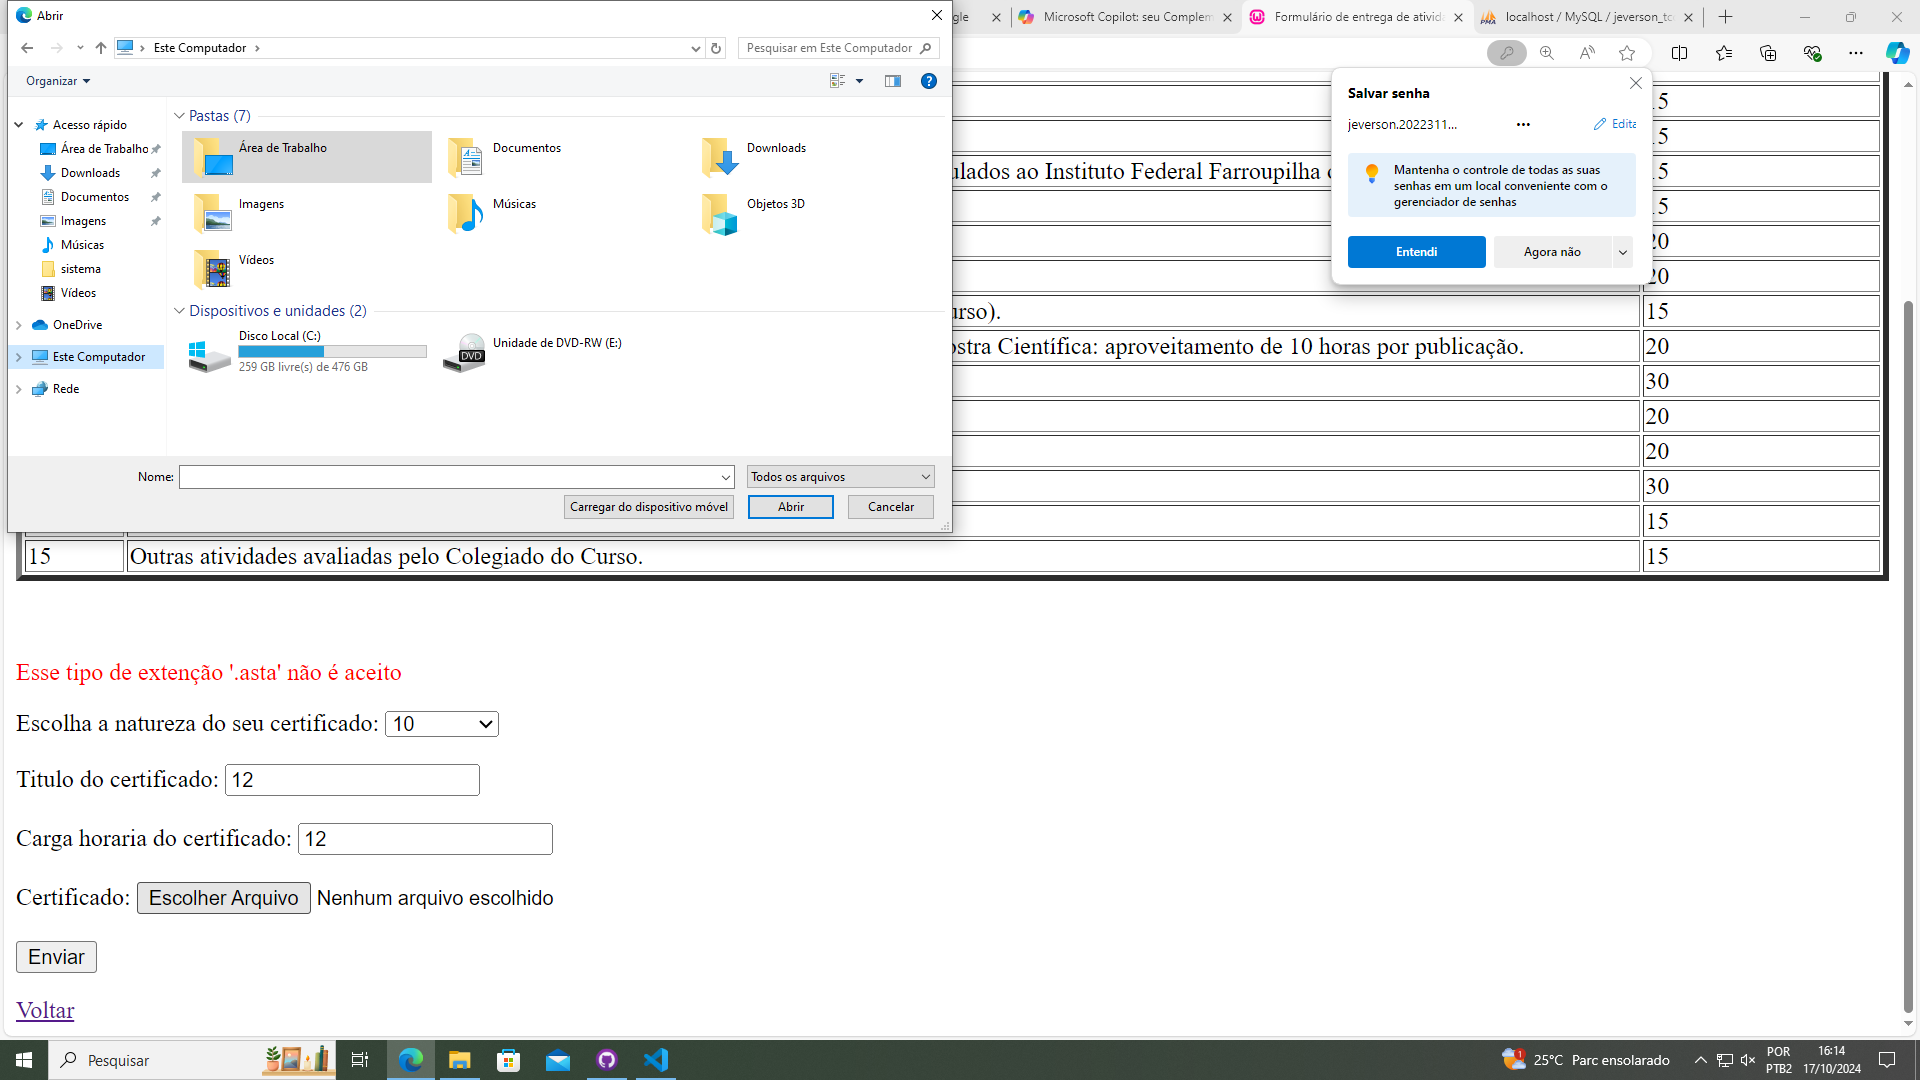 Abrir
gle
Microsoft Copilot: seu Complem
Formulário de entrega de ativida
localhost / MySQL / jeverson_tc
Este Computador
Pesquisar em Este Computador
Organizar
Acesso rápido
Área de Trabalho
Downloads
Documentos
Imagens
Músicas
sistema
Vídeos
OneDrive
Este Computador
Rede
Pastas (7)
Área de Trabalho
Documentos
Downloads
Imagens
Músicas
Objetos 3D
Vídeos
Dispositivos e unidades (2)
Disco Local (C:)
259 GB livre(s) de 476 GB
DVD
Unidade de DVD-RW (E:)
Nome:
Todos os arquivos
Carregar do dispositivo móvel
Abrir
Cancelar
Salvar senha
jeverson.2022311...
•••
Edita
Mantenha o controle de todas as suas
senhas em um local conveniente com o
gerenciador de senhas
Entendi
Agora não
15
15
ulados ao Instituto Federal Farroupilha
15
15
20
20
urso).
15
ostra Científica: aproveitamento de 10 horas por publicação.
20
30
20
20
30
15
15
Outras atividades avaliadas pelo Colegiado do Curso.
15
Esse tipo de extenção '.asta' não é aceito
Escolha a natureza do seu certificado: 10
Titulo do certificado: 12
Carga horaria do certificado: 12
Certificado: Escolher Arquivo Nenhum arquivo escolhido
Enviar
Voltar
Pesquisar
1
25°C Parc ensolarado
POR
PTB2
16:14
17/10/2024